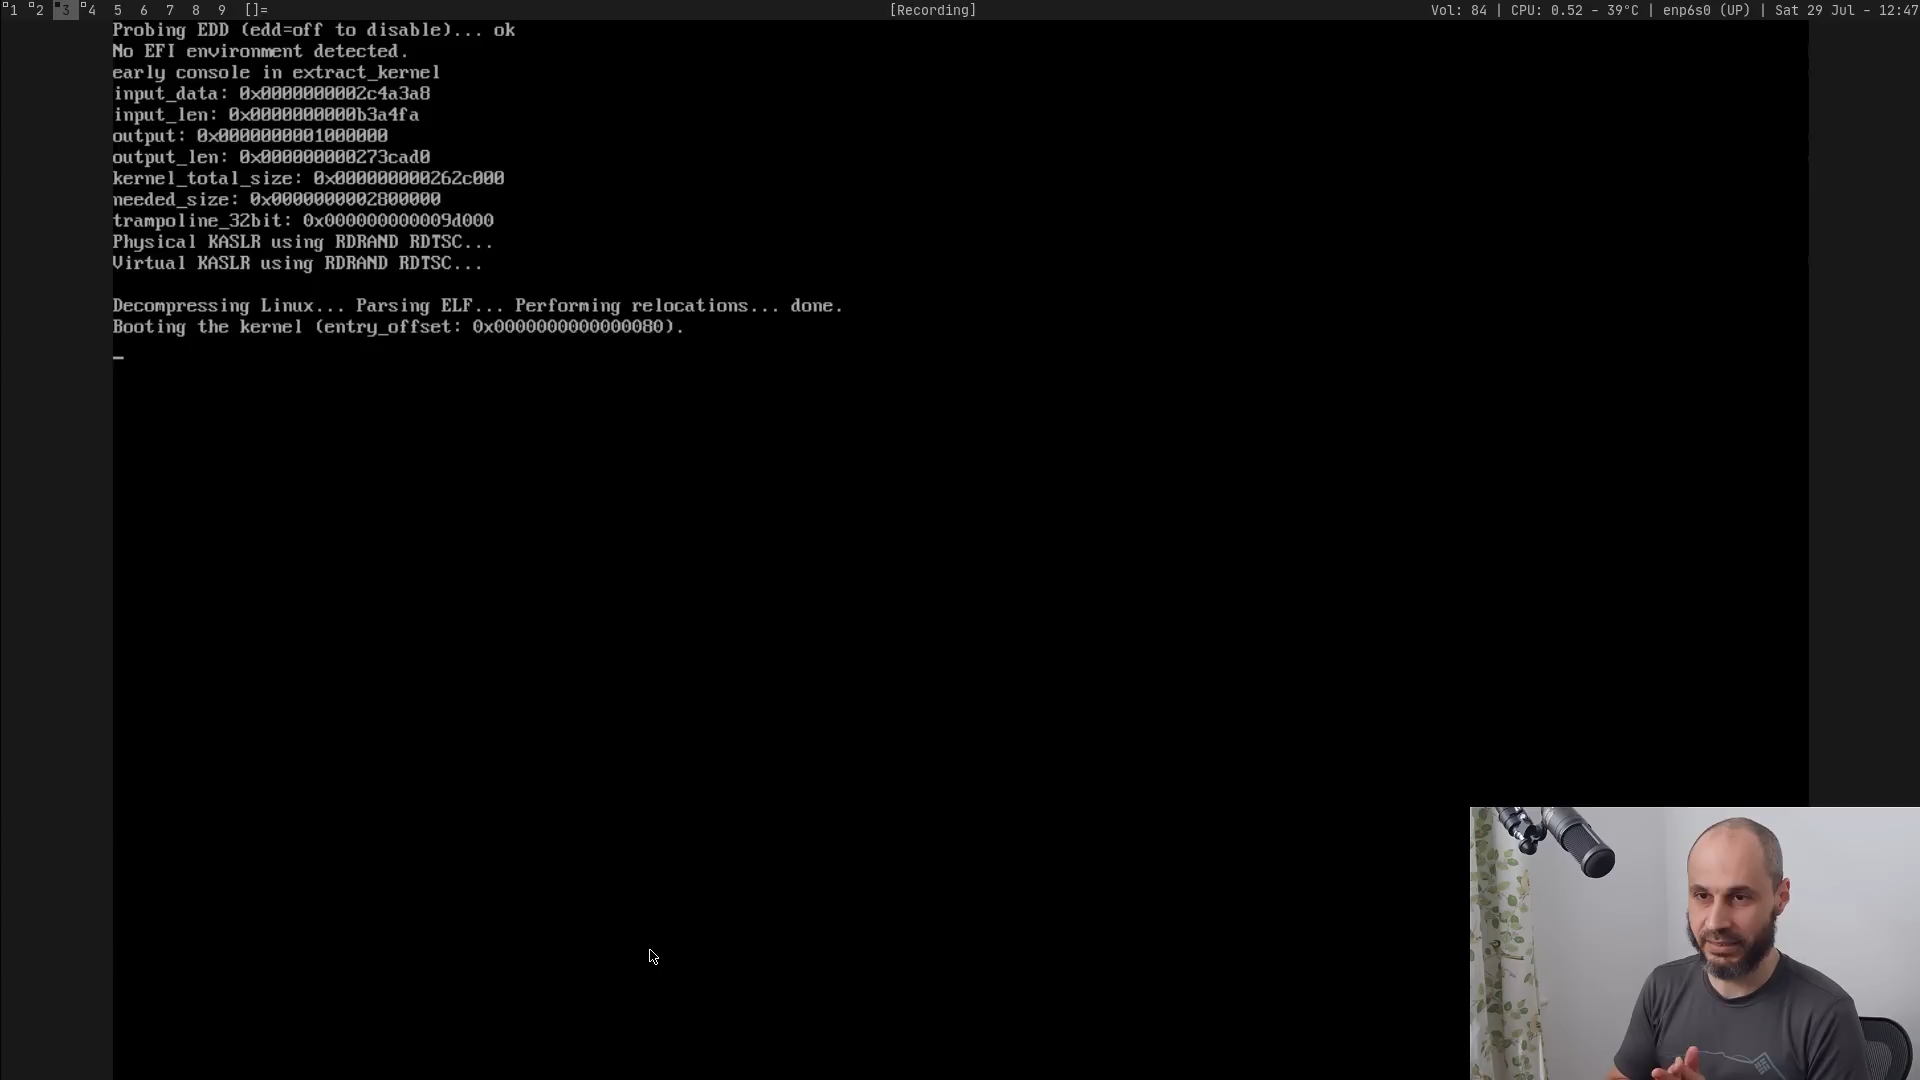 1 2 3 4 5 6 7 8 9 []= [Recording] Vol: 84 | CPU: 0.52 - 39°C | enp6s0 (UP) | Sat 29 Jul - 12:47
Probing EDD (edd=off to disable)... ok
No EFI environment detected.
early console in extract_kernel
input_data: 0x0000000002c4a3a8
input_len: 0x0000000000b3a4fa
output: 0x0000000001000000
output_len: 0x000000000273cad0
kernel_total_size: 0x000000000262c000
needed_size: 0x0000000002800000
trampoline_32bit: 0x000000000009d000
Physical KASLR using RDRAND RDTSC...
Virtual KASLR using RDRAND RDTSC...
Decompressing Linux... Parsing ELF... Performing relocations... done.
Booting the kernel (entry_offset: 0x0000000000000080).